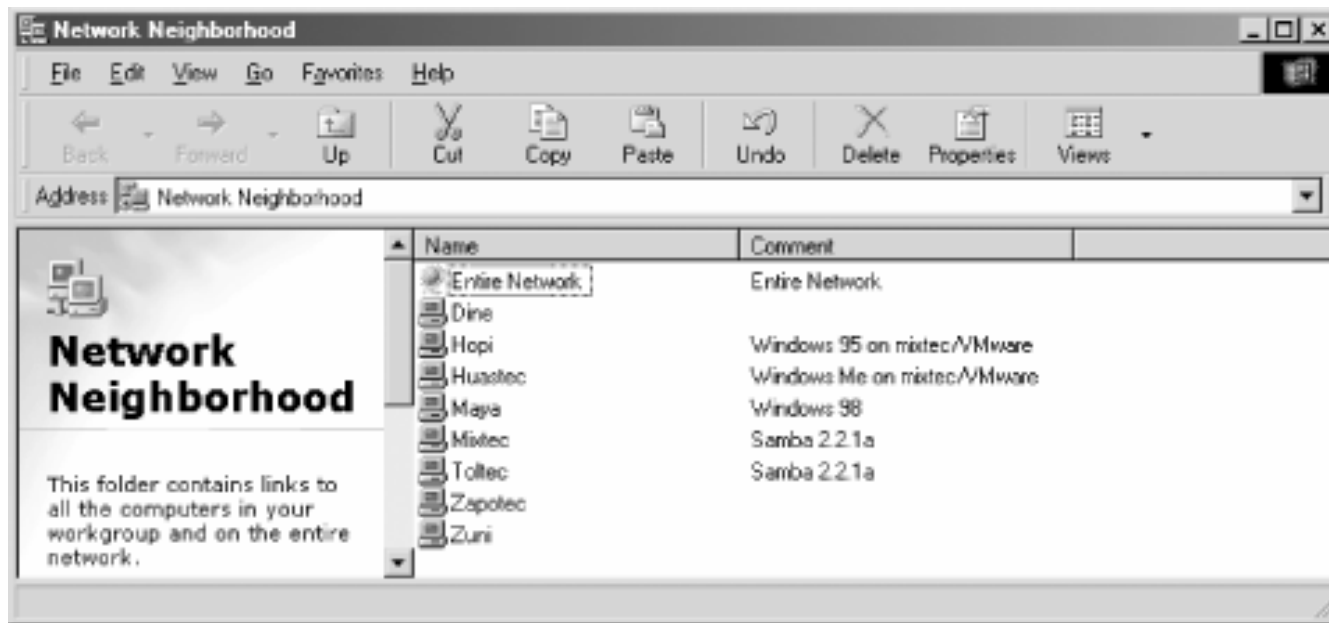 Network Neighborhood
File Edit View Go Favorites Help
Back Forward Up Cut Copy Paste Undo Delete Properties Views
Address Network Neighborhood
Network
Neighborhood
This folder contains links to
all the computers in your
workgroup and on the entire
network.
Name Comment
Entire Network Entire Network
Dine
Hopi Windows 95 on mixtec/VMware
Huastec Windows Me on mixtec/VMware
Maya Windows 98
Mixtec Samba 2.2.1a
Toltec Samba 2.2.1a
Zapotec
Zuni